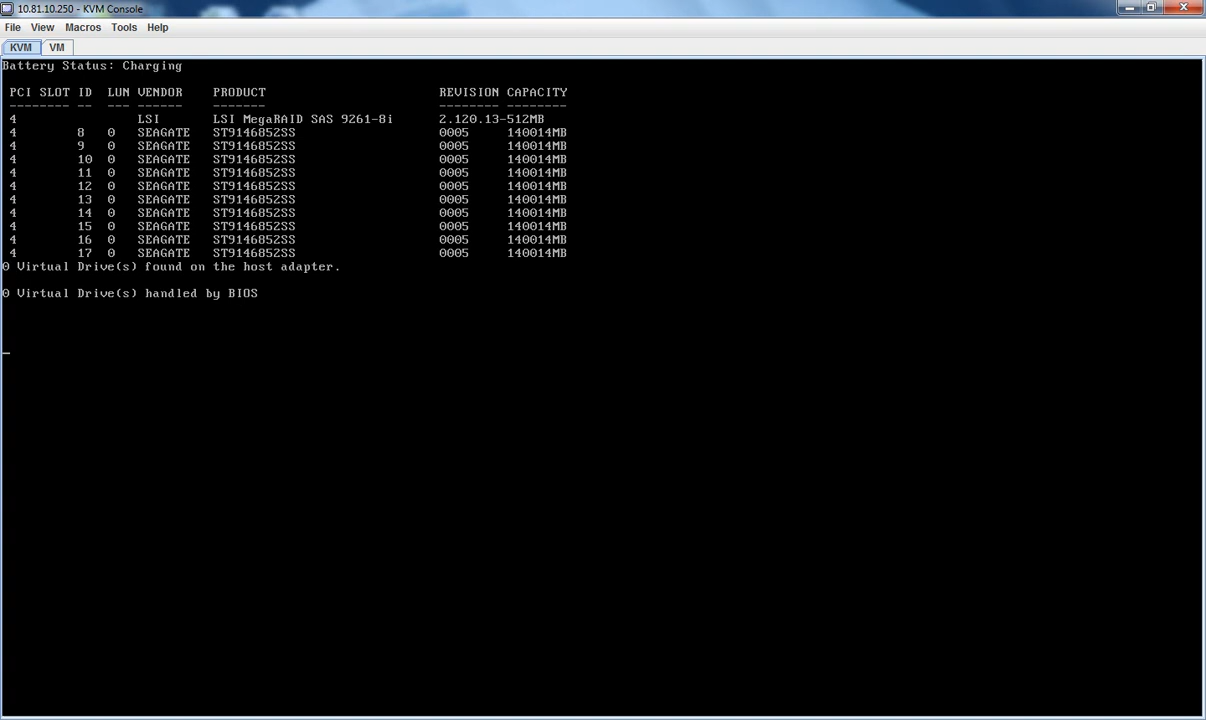 10.81.10.250 - KVM Console
File View Macros Tools Help
KVM VM
Battery Status: Charging
PCI SLOT ID LUN VENDOR PRODUCT REVISION CAPACITY
-------- -- --- ------ ------- -------- --------
4 LSI LSI MegaRAID SAS 9261-8i 2.120.13-512MB
4 8 0 SEAGATE ST9146852SS 0005 140014MB
4 9 0 SEAGATE ST9146852SS 0005 140014MB
4 10 0 SEAGATE ST9146852SS 0005 140014MB
4 11 0 SEAGATE ST9146852SS 0005 140014MB
4 12 0 SEAGATE ST9146852SS 0005 140014MB
4 13 0 SEAGATE ST9146852SS 0005 140014MB
4 14 0 SEAGATE ST9146852SS 0005 140014MB
4 15 0 SEAGATE ST9146852SS 0005 140014MB
4 16 0 SEAGATE ST9146852SS 0005 140014MB
4 17 0 SEAGATE ST9146852SS 0005 140014MB
0 Virtual Drive(s) found on the host adapter.
0 Virtual Drive(s) handled by BIOS